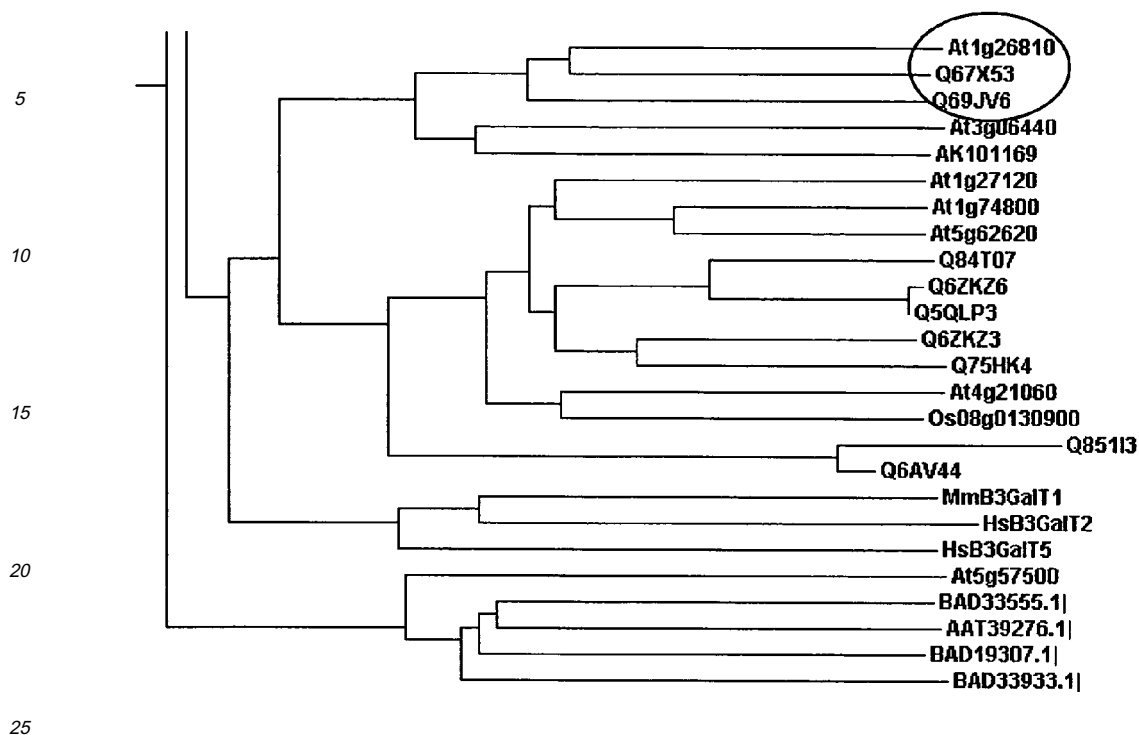 At1g26810
Q67X53
5
Q69JV6
At3g06440
AK101169
At1g27120
At1g74800
At5g62620
10
Q84T07
Q6ZKZ6
Q5QLP3
Q6ZKZ3
Q75HK4
At4g21060
15
Os08g0130900
Q851I3
Q6AV44
MmB3GalT1
HsB3GalT2
HsB3GalT5
20
At5g57500
BAD33555.1|
AAT39276.1|
BAD19307.1|
BAD33933.1|
25